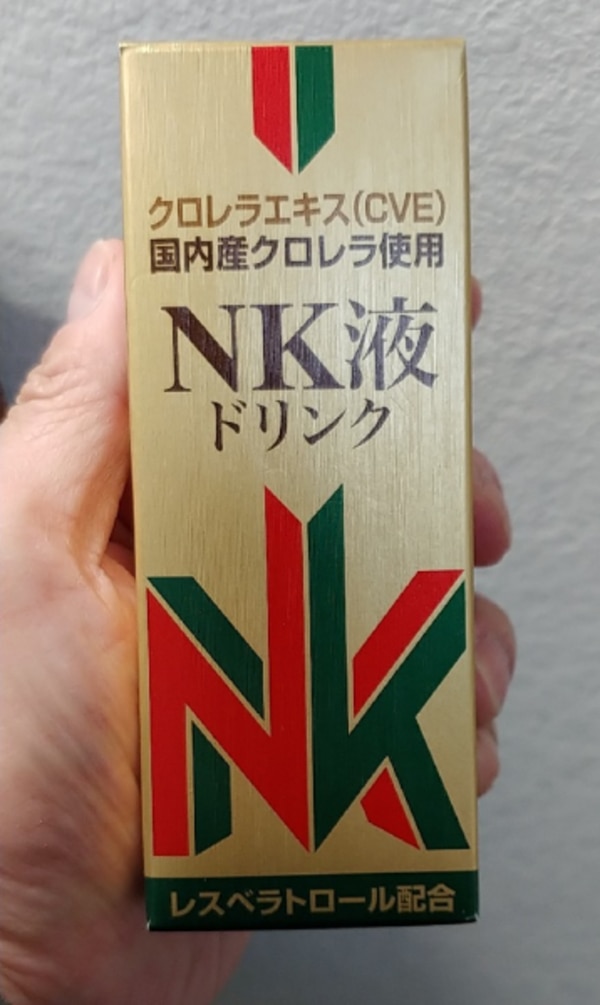 クロレラエキス(CVE)
国内産クロレラ使用
NK液
ドリンク
NK
レスベラトロール配合